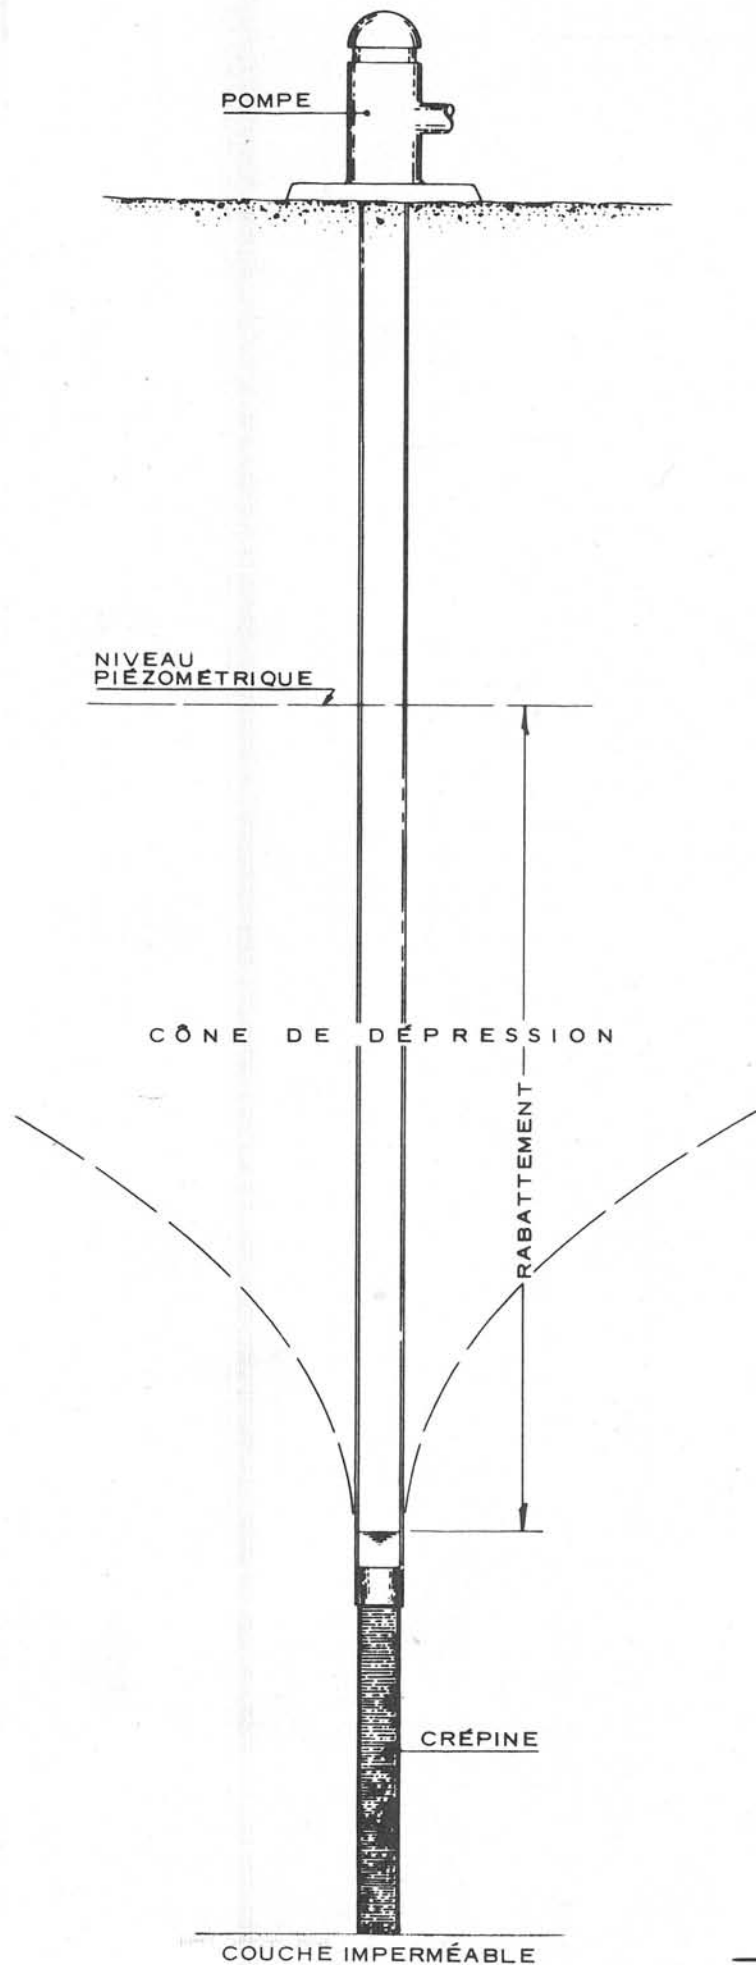 POMPE
NIVEAU
PIÉZOMÉTRIQUE
CÔNE DE DÉPRESSION
RABATTEMENT
CRÉPINE
COUCHE IMPERMÉABLE